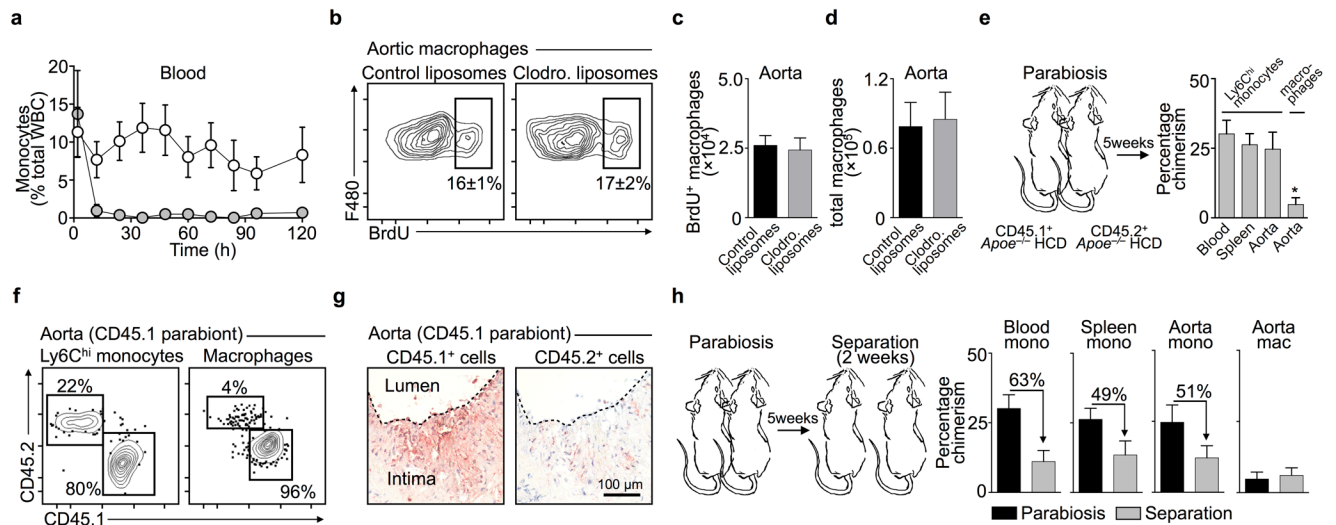 a
Blood
Monocytes
(% total WBC)
20
15
10
5
0
0 24 48 72 96 120
Time (h)
b
Aortic macrophages
Control liposomes Clodro. liposomes
F480
16±1% 17±2%
BrdU
c
Aorta
BrdU⁺ macrophages
(×10⁴)
5.0
2.5
0
Control
liposomes
Clodro.
liposomes
d
Aorta
total macrophages
(×10⁵)
1.2
0.6
0
Control
liposomes
Clodro.
liposomes
e
Parabiosis
5weeks
CD45.1⁺
Apoe⁻/⁻ HCD
CD45.2⁺
Apoe⁻/⁻ HCD
Percentage
chimerism
50
25
0
Ly6Cʰⁱ
monocytes
macro-
phages
*
Blood
Spleen
Aorta
Aorta
f
Aorta (CD45.1 parabiont)
Ly6Cʰⁱ monocytes Macrophages
22% 4%
80% 96%
CD45.2
CD45.1
g
Aorta (CD45.1 parabiont)
CD45.1⁺ cells CD45.2⁺ cells
Lumen
Intima
100 µm
h
Parabiosis
5weeks
Separation
(2 weeks)
Percentage
chimerism
50
25
0
Blood
mono
63%
Spleen
mono
49%
Aorta
mono
51%
Aorta
mac
Parabiosis Separation